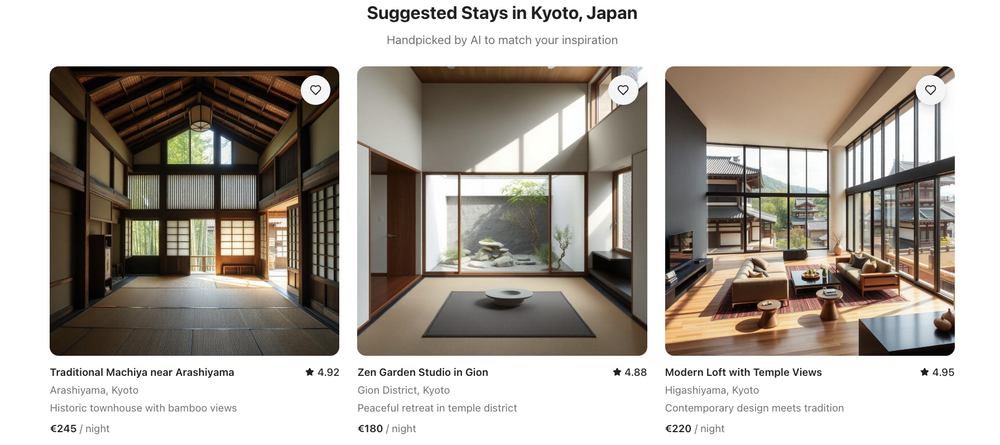 Suggested Stays in Kyoto, Japan
Handpicked by AI to match your inspiration
Traditional Machiya near Arashiyama ★ 4.92
Arashiyama, Kyoto
Historic townhouse with bamboo views
€245 / night
Zen Garden Studio in Gion ★ 4.88
Gion District, Kyoto
Peaceful retreat in temple district
€180 / night
Modern Loft with Temple Views ★ 4.95
Higashiyama, Kyoto
Contemporary design meets tradition
€220 / night